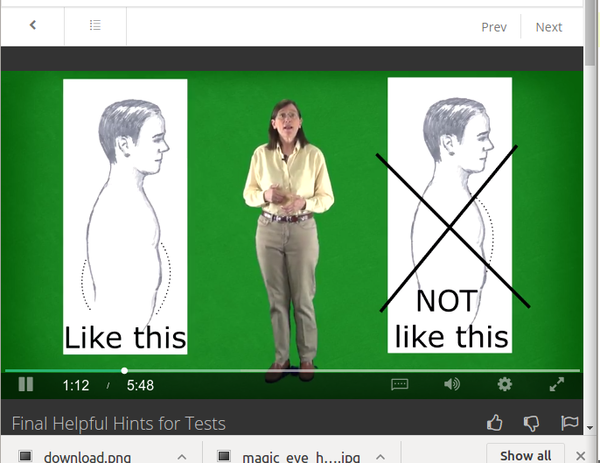 Prev
Next
Like this
NOT
like this
1:12 / 5:48
Final Helpful Hints for Tests
download.png
magic_eye_h....jpg
Show all